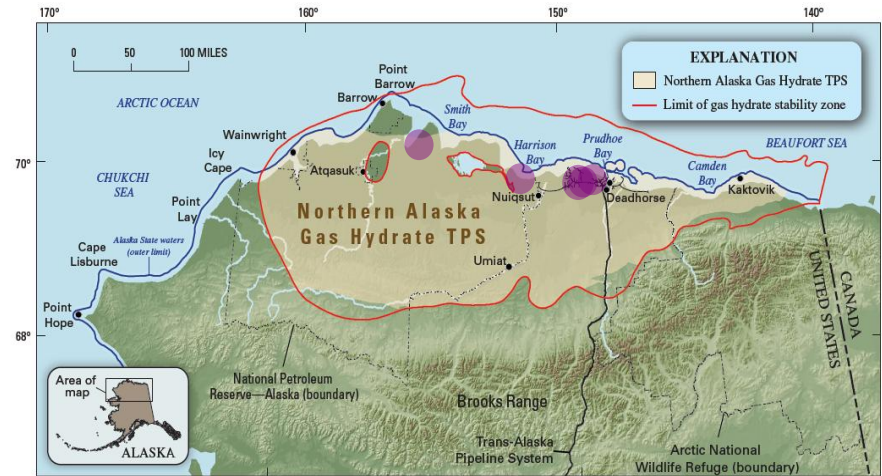 170°
160°
150°
140°
0
50
100 MILES
EXPLANATION
Northern Alaska Gas Hydrate TPS
Limit of gas hydrate stability zone
ARCTIC OCEAN
Point
Barrow
Barrow
Smith
Bay
Wainwright
Harrison
Bay
Prudhoe
Bay
BEAUFORT SEA
Icy
Cape
70°
70°
Atqasuk
Camden
Bay
CHUKCHI
SEA
Nuiqsut
Deadhorse
Kaktovik
Point
Lay
Northern Alaska
Gas Hydrate TPS
Alaska State waters
(outer limit)
Cape
Lisburne
Umiat
CANADA
UNITED STATES
Point
Hope
68°
68°
National Petroleum
Reserve—Alaska (boundary)
Brooks Range
Area of
map
ALASKA
Trans-Alaska
Pipeline System
Arctic National
Wildlife Refuge (boundary)